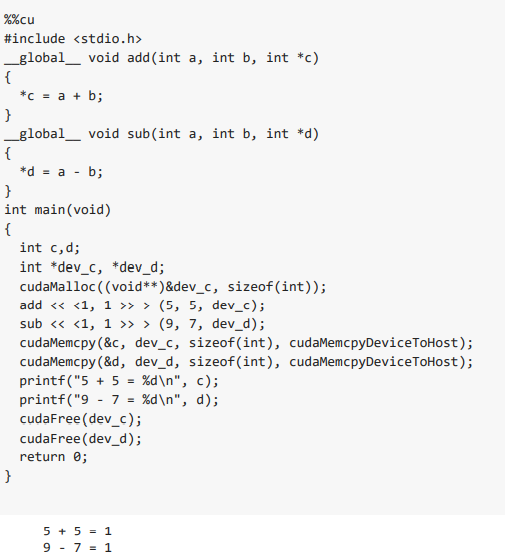 %%cu
#include <stdio.h>
__global__ void add(int a, int b, int *c)
{
  *c = a + b;
}
__global__ void sub(int a, int b, int *d)
{
  *d = a - b;
}
int main(void)
{
  int c,d;
  int *dev_c, *dev_d;
  cudaMalloc((void**)&dev_c, sizeof(int));
  add << <1, 1 >> > (5, 5, dev_c);
  sub << <1, 1 >> > (9, 7, dev_d);
  cudaMemcpy(&c, dev_c, sizeof(int), cudaMemcpyDeviceToHost);
  cudaMemcpy(&d, dev_d, sizeof(int), cudaMemcpyDeviceToHost);
  printf("5 + 5 = %d\n", c);
  printf("9 - 7 = %d\n", d);
  cudaFree(dev_c);
  cudaFree(dev_d);
  return 0;
}
5 + 5 = 1
9 - 7 = 1